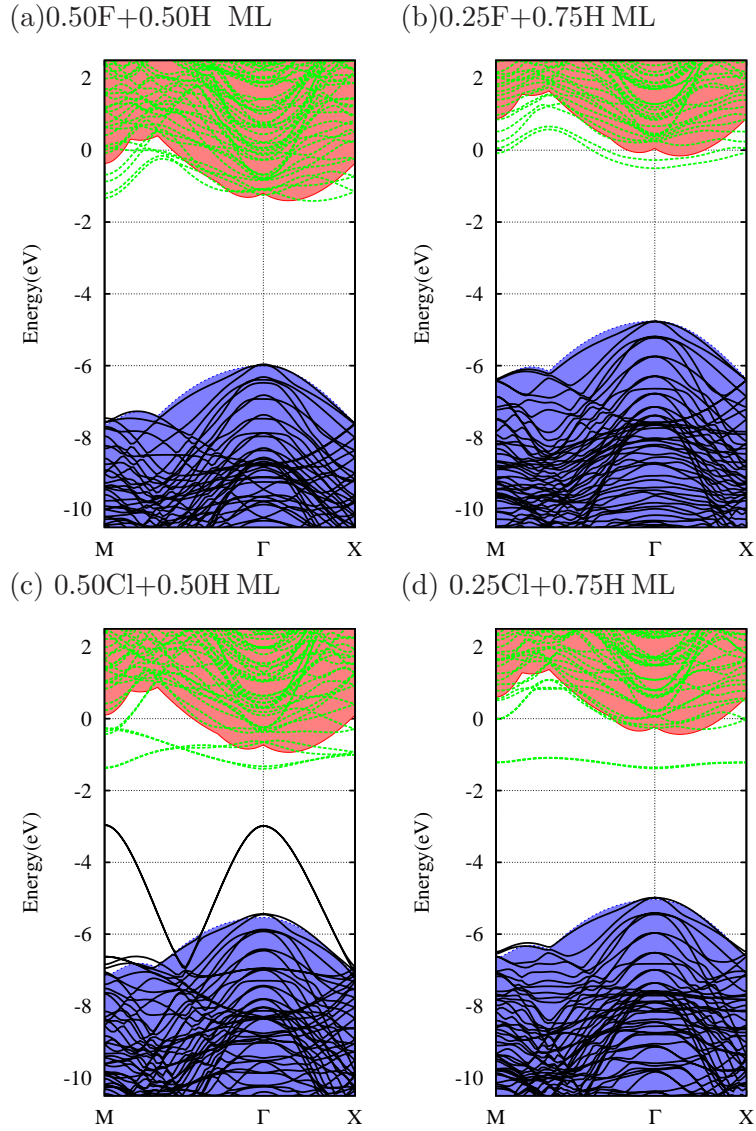 (a)0.50F+0.50H ML
(b)0.25F+0.75H ML
2
0
-2
-4
-6
-8
-10
Energy(eV)
M Γ X
2
0
-2
-4
-6
-8
-10
Energy(eV)
M Γ X
(c) 0.50Cl+0.50H ML
(d) 0.25Cl+0.75H ML
2
0
-2
-4
-6
-8
-10
Energy(eV)
M Γ X
2
0
-2
-4
-6
-8
-10
Energy(eV)
M Γ X